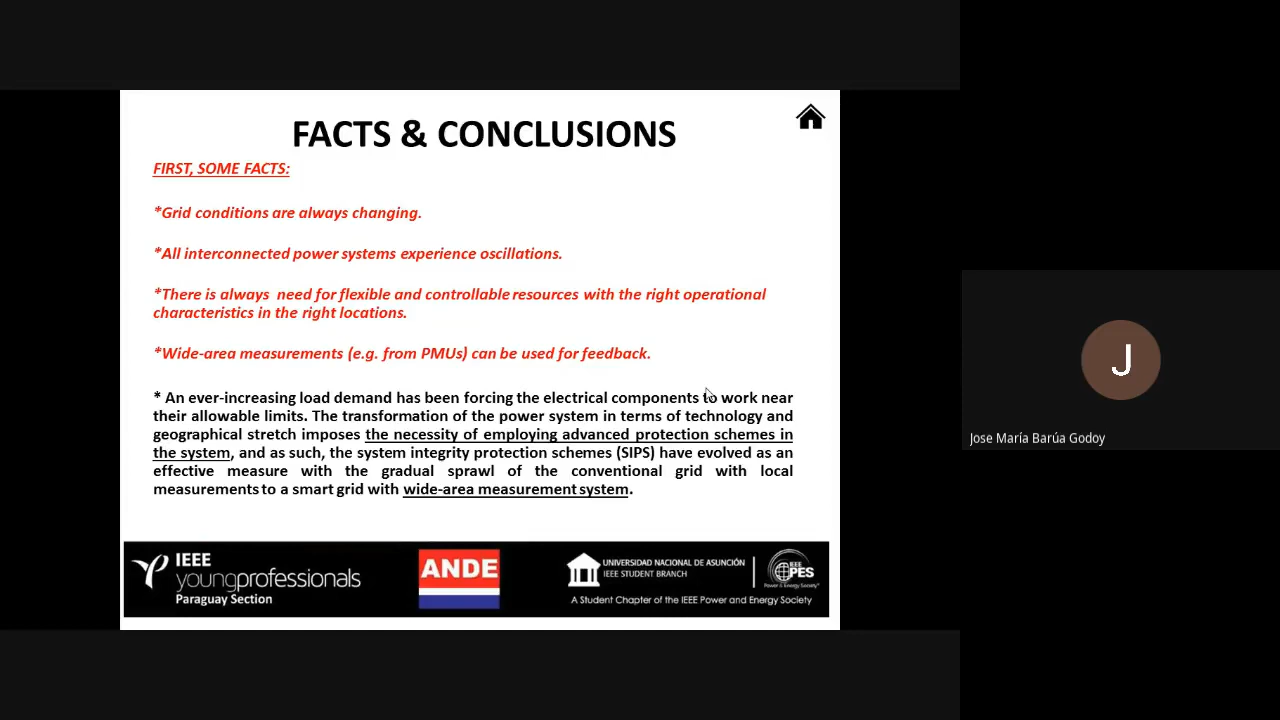 FACTS & CONCLUSIONS
FIRST, SOME FACTS:
*Grid conditions are always changing.
*All interconnected power systems experience oscillations.
*There is always need for flexible and controllable resources with the right operational
characteristics in the right locations.
*Wide-area measurements (e.g. from PMUs) can be used for feedback.
* An ever-increasing load demand has been forcing the electrical components to work near
their allowable limits. The transformation of the power system in terms of technology and
geographical stretch imposes the necessity of employing advanced protection schemes in
the system, and as such, the system integrity protection schemes (SIPS) have evolved as an
effective measure with the gradual sprawl of the conventional grid with local
measurements to a smart grid with wide-area measurement system.
IEEE
youngprofessionals
Paraguay Section
ANDE
UNIVERSIDAD NACIONAL DE ASUNCIÓN
IEEE STUDENT BRANCH
IEEE
PES
Power & Energy Society*
A Student Chapter of the IEEE Power and Energy Society
J
Jose María Barúa Godoy